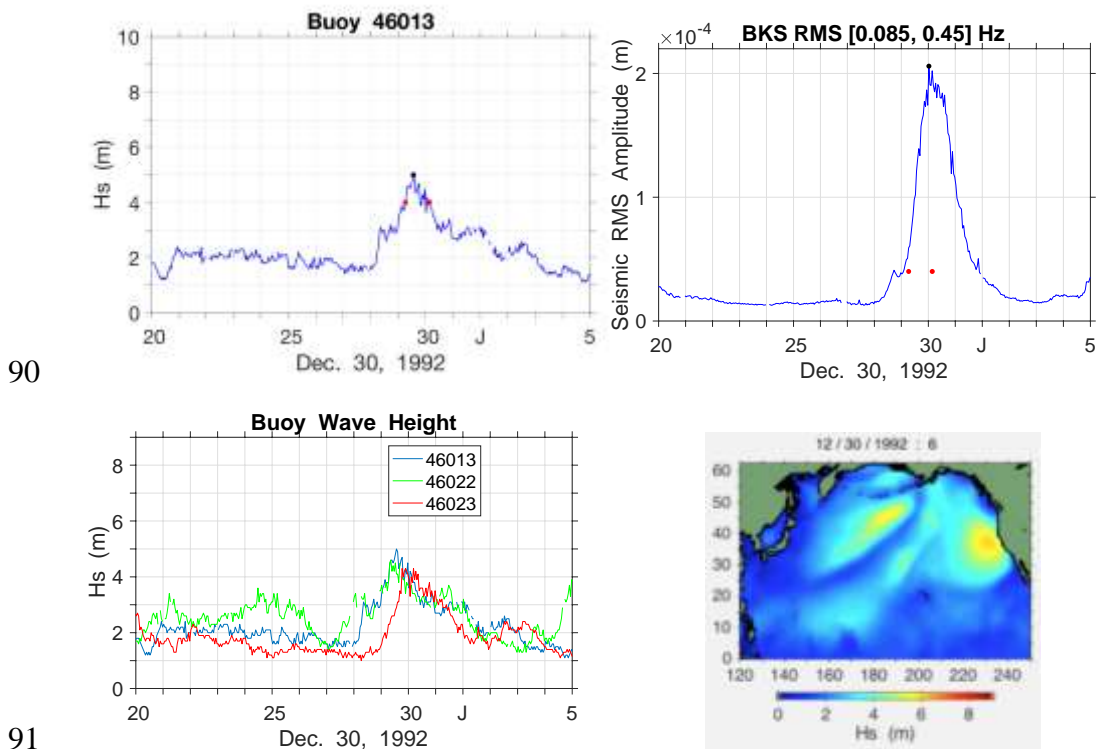 Buoy 46013
10
8
6
4
2
0
Hs (m)
20 25 30 J 5
Dec. 30, 1992
×10⁻⁴
BKS RMS [0.085, 0.45] Hz
2
1
0
Seismic RMS Amplitude (m)
20 25 30 J 5
Dec. 30, 1992
90
Buoy Wave Height
46013
46022
46023
8
6
4
2
0
Hs (m)
20 25 30 J 5
Dec. 30, 1992
12 / 30 / 1992 : 6
60
50
40
30
20
10
0
120 140 160 180 200 220 240
0 2 4 6 8
Hs (m)
91